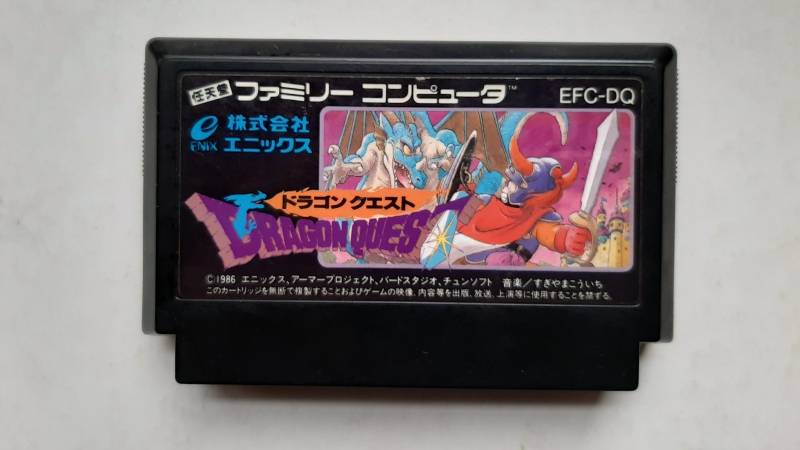 任天堂 ファミリー コンピュータ™ EFC-DQ
e 株式会社
ENIX エニックス
ドラゴン クエスト
DRAGON QUEST
©1986 エニックス、アーマープロジェクト、バードスタジオ、チュンソフト 音楽/すぎやまこういち
このカートリッジを無断で複製することおよびゲームの映像、内容等を出版、放送、上演等に使用することを禁ずる。